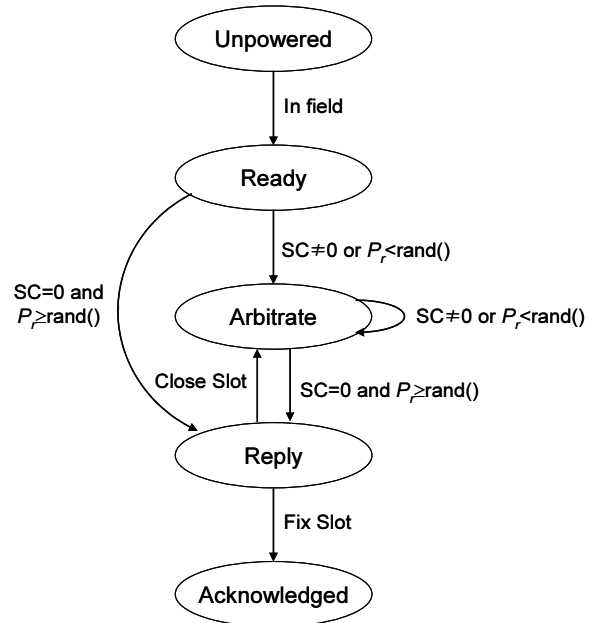 Unpowered
In field
Ready
SC≠0 or Pr<rand()
SC=0 and
Pr≥rand()
Arbitrate
SC≠0 or Pr<rand()
Close Slot
SC=0 and Pr≥rand()
Reply
Fix Slot
Acknowledged